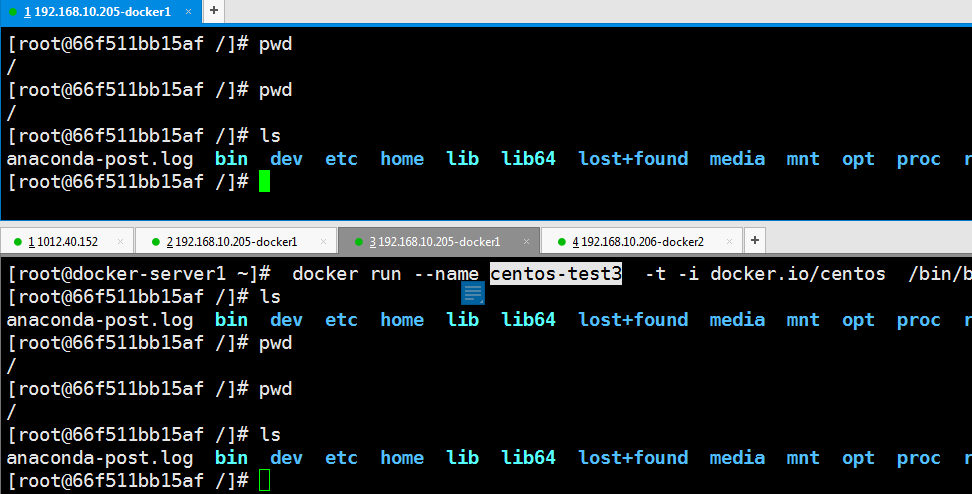 1 192.168.10.205-docker1 × +
[root@66f511bb15af /]# pwd
/
[root@66f511bb15af /]# pwd
/
[root@66f511bb15af /]# ls
anaconda-post.log bin dev etc home lib lib64 lost+found media mnt opt proc r
[root@66f511bb15af /]#
1 1012.40.152 × 2 192.168.10.205-docker1 × 3 192.168.10.205-docker1 × 4 192.168.10.206-docker2 × +
[root@docker-server1 ~]# docker run --name centos-test3 -t -i docker.io/centos /bin/b
[root@66f511bb15af /]# ls
anaconda-post.log bin dev etc home lib lib64 lost+found media mnt opt proc r
[root@66f511bb15af /]# pwd
/
[root@66f511bb15af /]# pwd
/
[root@66f511bb15af /]# ls
anaconda-post.log bin dev etc home lib lib64 lost+found media mnt opt proc r
[root@66f511bb15af /]#